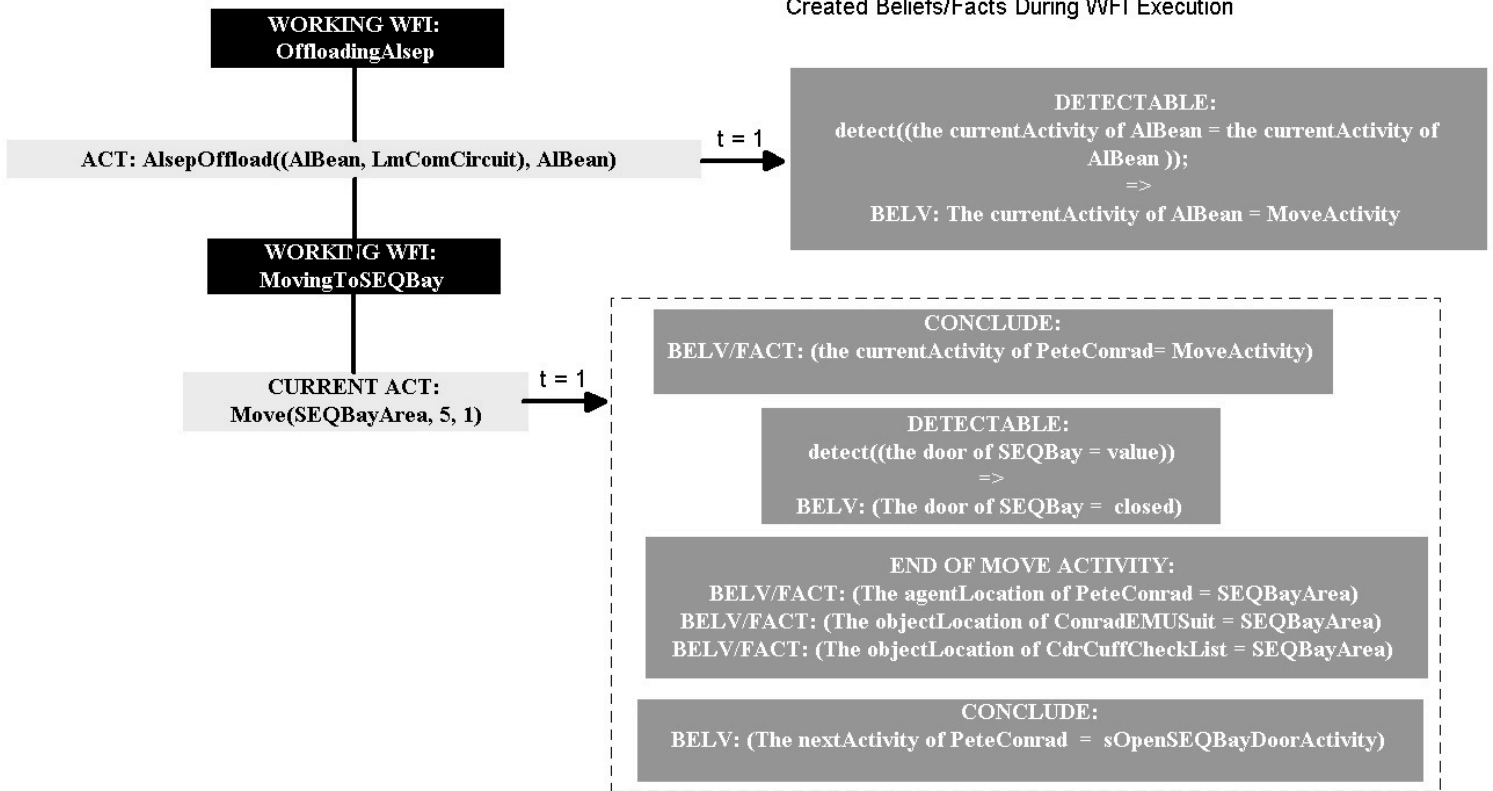 Created Beliefs/Facts During WFI Execution
WORKING WFI:
OffloadingAlsep
ACT: AlsepOffload((AlBean, LmComCircuit), AlBean)
t = 1
DETECTABLE:
detect((the currentActivity of AlBean = the currentActivity of
AlBean ));
=>
BELV: The currentActivity of AlBean = MoveActivity
WORKING WFI:
MovingToSEQBay
CURRENT ACT:
Move(SEQBayArea, 5, 1)
t = 1
CONCLUDE:
BELV/FACT: (the currentActivity of PeteConrad= MoveActivity)
DETECTABLE:
detect((the door of SEQBay = value))
=>
BELV: (The door of SEQBay = closed)
END OF MOVE ACTIVITY:
BELV/FACT: (The agentLocation of PeteConrad = SEQBayArea)
BELV/FACT: (The objectLocation of ConradEMUSuit = SEQBayArea)
BELV/FACT: (The objectLocation of CdrCuffCheckList = SEQBayArea)
CONCLUDE:
BELV: (The nextActivity of PeteConrad = sOpenSEQBayDoorActivity)